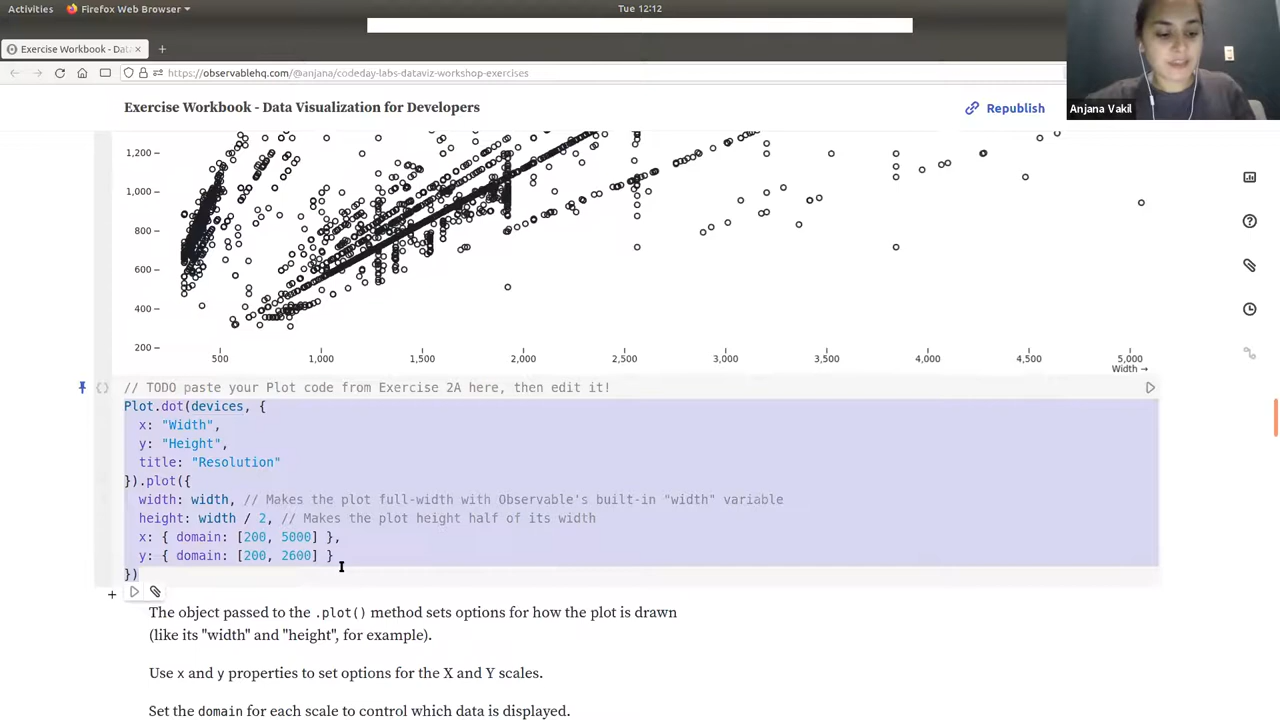 Activities Firefox Web Browser Tue 12:12
Exercise Workbook - Dat
https://observablehq.com/@anjana/codeday-labs-dataviz-workshop-exercises
Anjana Vakil
Exercise Workbook - Data Visualization for Developers
Republish
1,200
1,000
800
600
400
200
500 1,000 1,500 2,000 2,500 3,000 3,500 4,000 4,500 5,000
Width →
// TODO paste your Plot code from Exercise 2A here, then edit it!
Plot.dot(devices, {
x: "Width",
y: "Height",
title: "Resolution"
}).plot({
width: width, // Makes the plot full-width with Observable's built-in "width" variable
height: width / 2, // Makes the plot height half of its width
x: { domain: [200, 5000] },
y: { domain: [200, 2600] }
})
The object passed to the .plot() method sets options for how the plot is drawn
(like its "width" and "height", for example).
Use x and y properties to set options for the X and Y scales.
Set the domain for each scale to control which data is displayed.